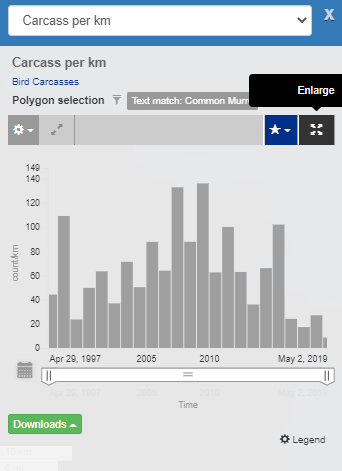 Carcass per km
X
Carcass per km
Bird Carcasses
Polygon selection
Text match: Common Murre
Enlarge
149
140
120
100
80
60
40
20
0
count/km
Apr 29, 1997
2005
2010
May 2, 2019
Time
Downloads
Legend